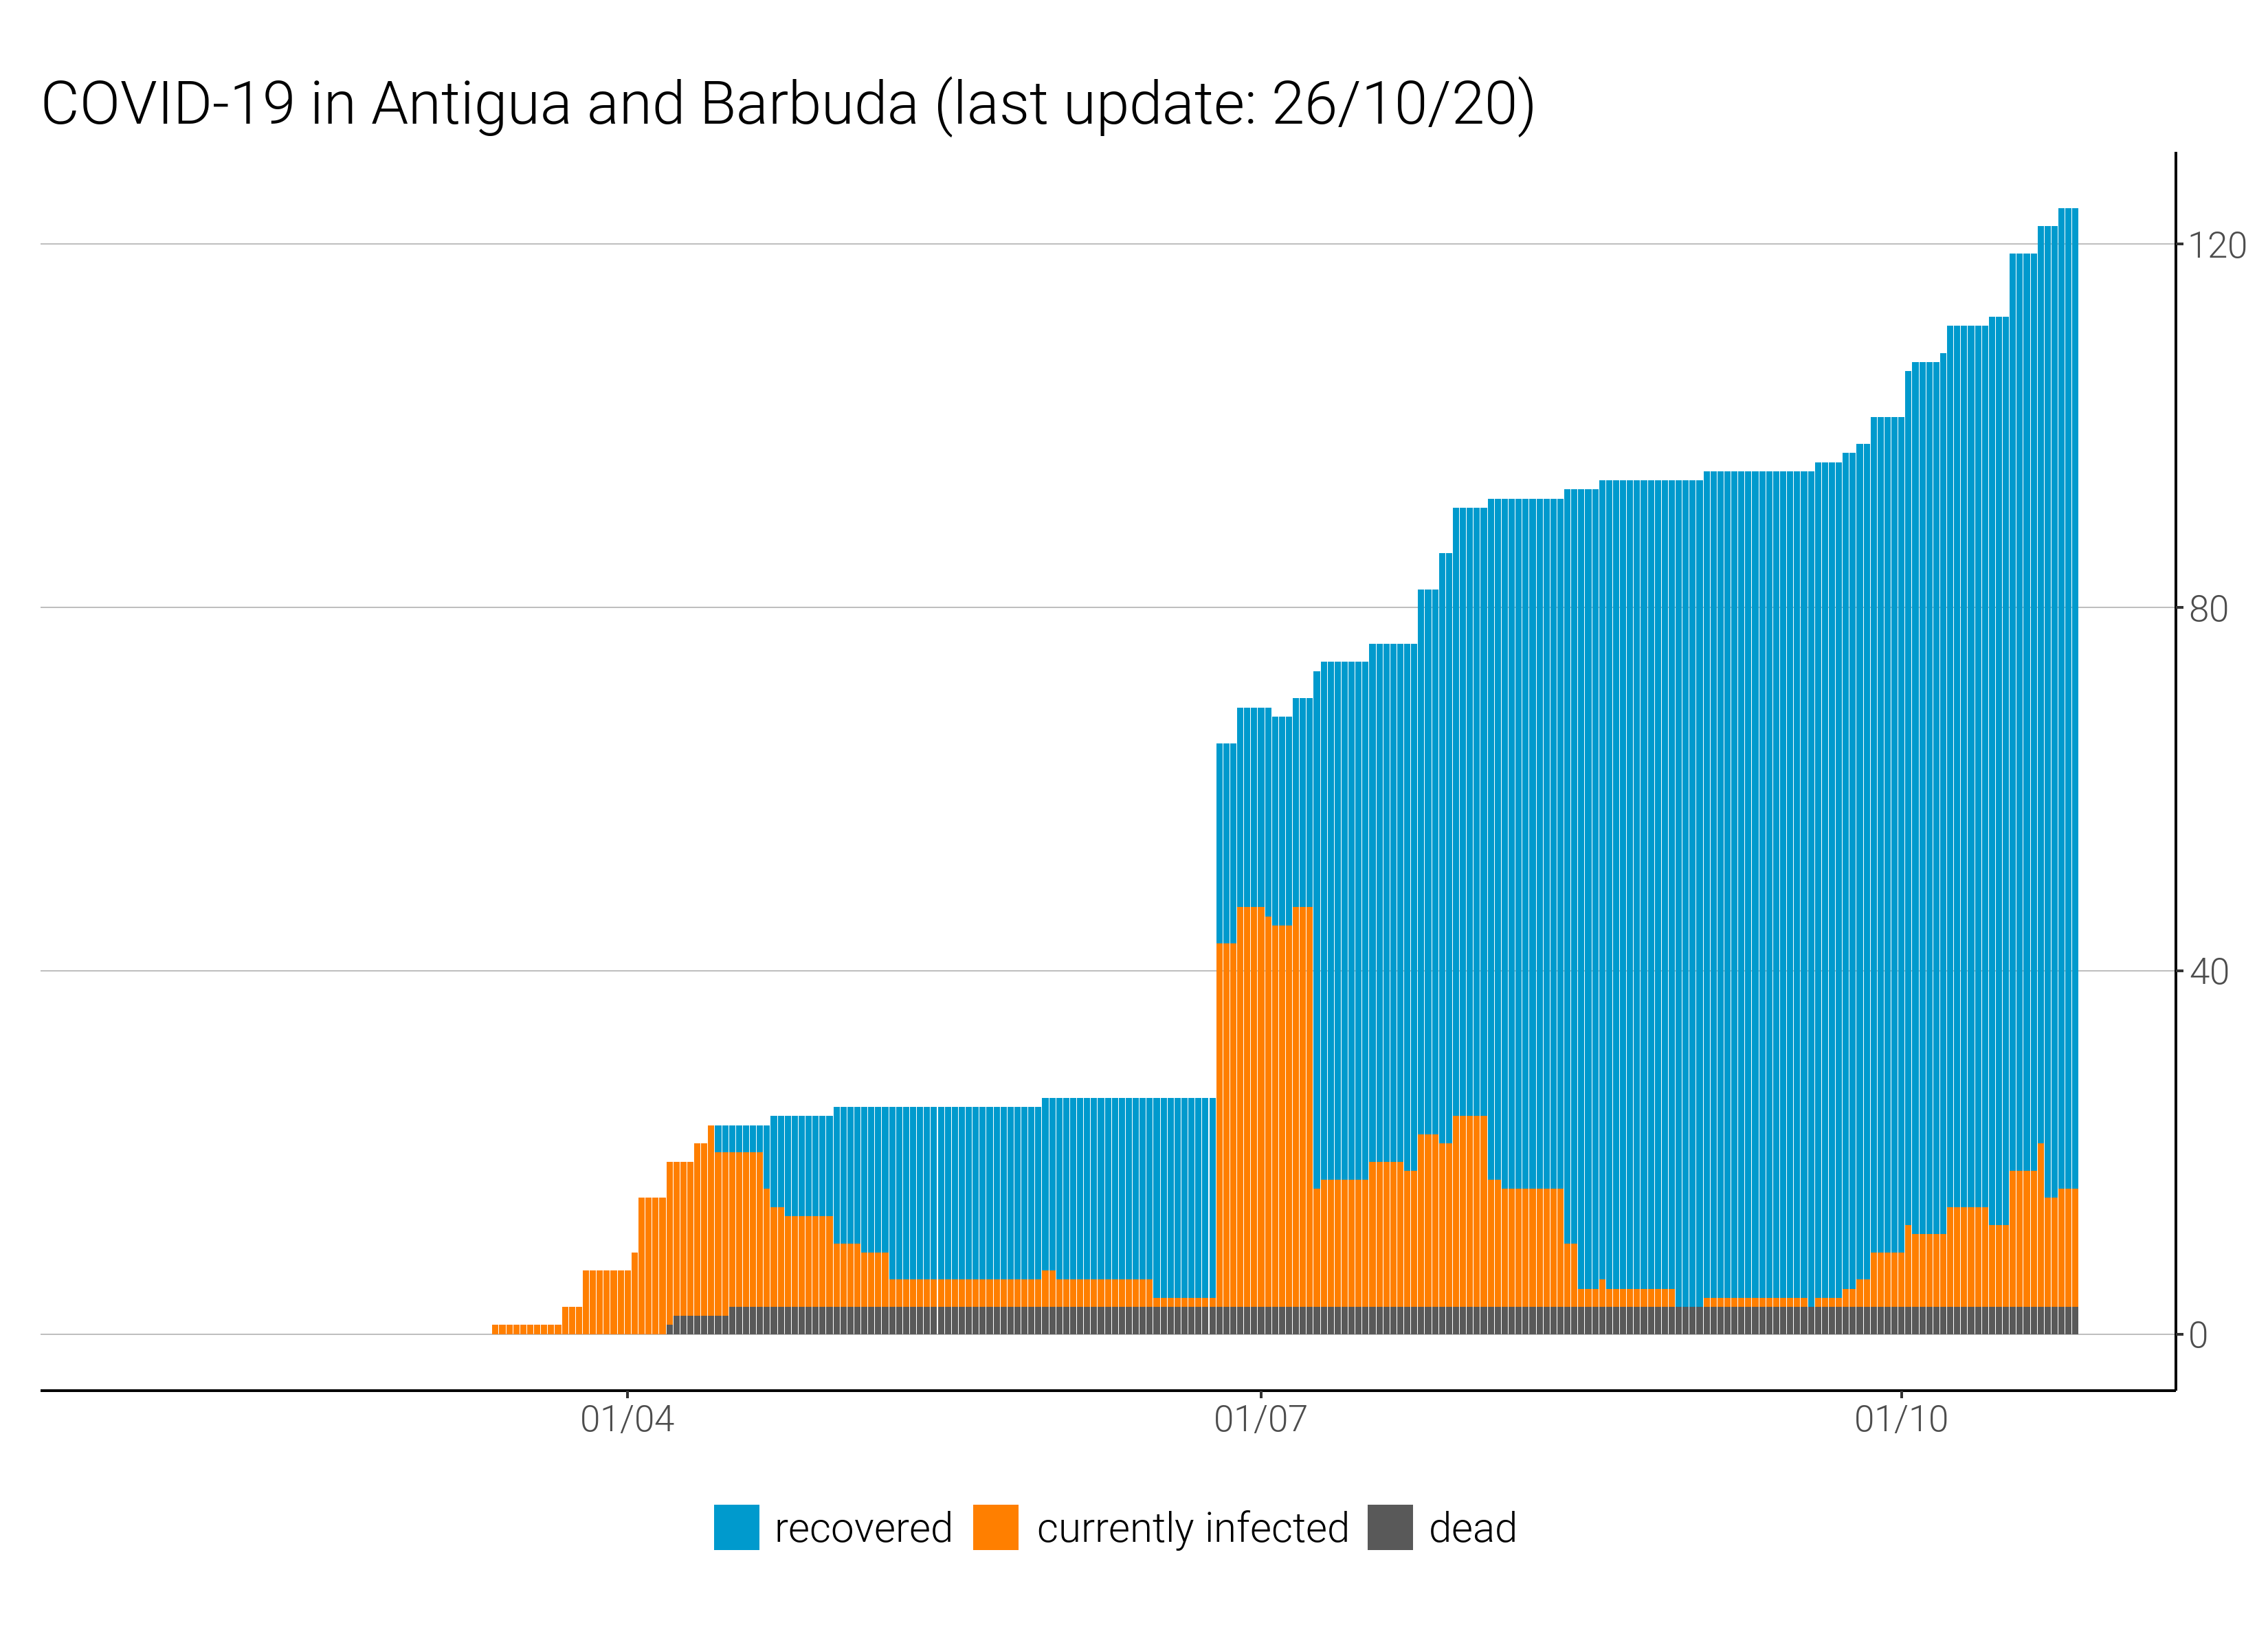 COVID-19 in Antigua and Barbuda (last update: 26/10/20)
120
80
40
0
01/04 01/07 01/10
recovered currently infected dead